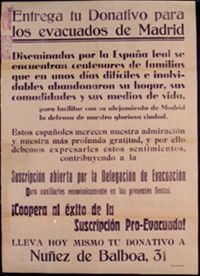 Entrega tu Donativo para
los evacuados de Madrid
Diseminadas por la España leal se
encuentran centenares de familias
que en unos días difíciles e inolvi-
dables abandonaron su hogar, sus
comodidades y sus medios de vida,
para facilitar con su alejamiento de Madrid
la defensa de nuestra gloriosa ciudad.
Estos españoles merecen nuestra admiración
y nuestra más profunda gratitud, y por ello
debemos expresarles estos sentimientos,
contribuyendo a la
Suscripción abierta por la Delegación de Evacuación
Para auxiliarles económicamente en las presentes fiestas.
¡Coopera al éxito de la
Suscripción Pro-Evacuado!
LLEVA HOY MISMO TU DONATIVO A
Nuñez de Balboa, 31